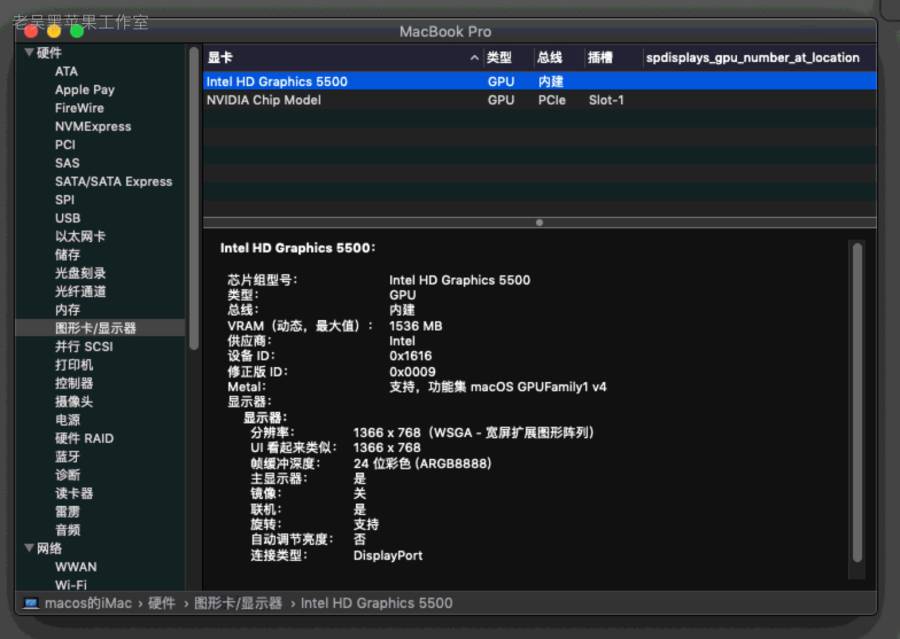 老吴黑苹果工作室
MacBook Pro
硬件
ATA
Apple Pay
FireWire
NVMExpress
PCI
SAS
SATA/SATA Express
SPI
USB
以太网卡
储存
光盘刻录
光纤通道
内存
图形卡/显示器
并行 SCSI
打印机
控制器
摄像头
电源
硬件 RAID
蓝牙
诊断
读卡器
雷雳
音频
网络
WWAN
Wi-Fi
显卡 类型 总线 插槽 spdisplays_gpu_number_at_location
Intel HD Graphics 5500 GPU 内建
NVIDIA Chip Model GPU PCIe Slot-1
Intel HD Graphics 5500:
芯片组型号: Intel HD Graphics 5500
类型: GPU
总线: 内建
VRAM（动态，最大值）: 1536 MB
供应商: Intel
设备 ID: 0x1616
修正版 ID: 0x0009
Metal: 支持，功能集 macOS GPUFamily1 v4
显示器:
显示器:
分辨率: 1366 x 768（WSGA - 宽屏扩展图形阵列）
UI 看起来类似: 1366 x 768
帧缓冲深度: 24 位彩色 (ARGB8888)
主显示器: 是
镜像: 关
联机: 是
旋转: 支持
自动调节亮度: 否
连接类型: DisplayPort
macos的iMac › 硬件 › 图形卡/显示器 › Intel HD Graphics 5500